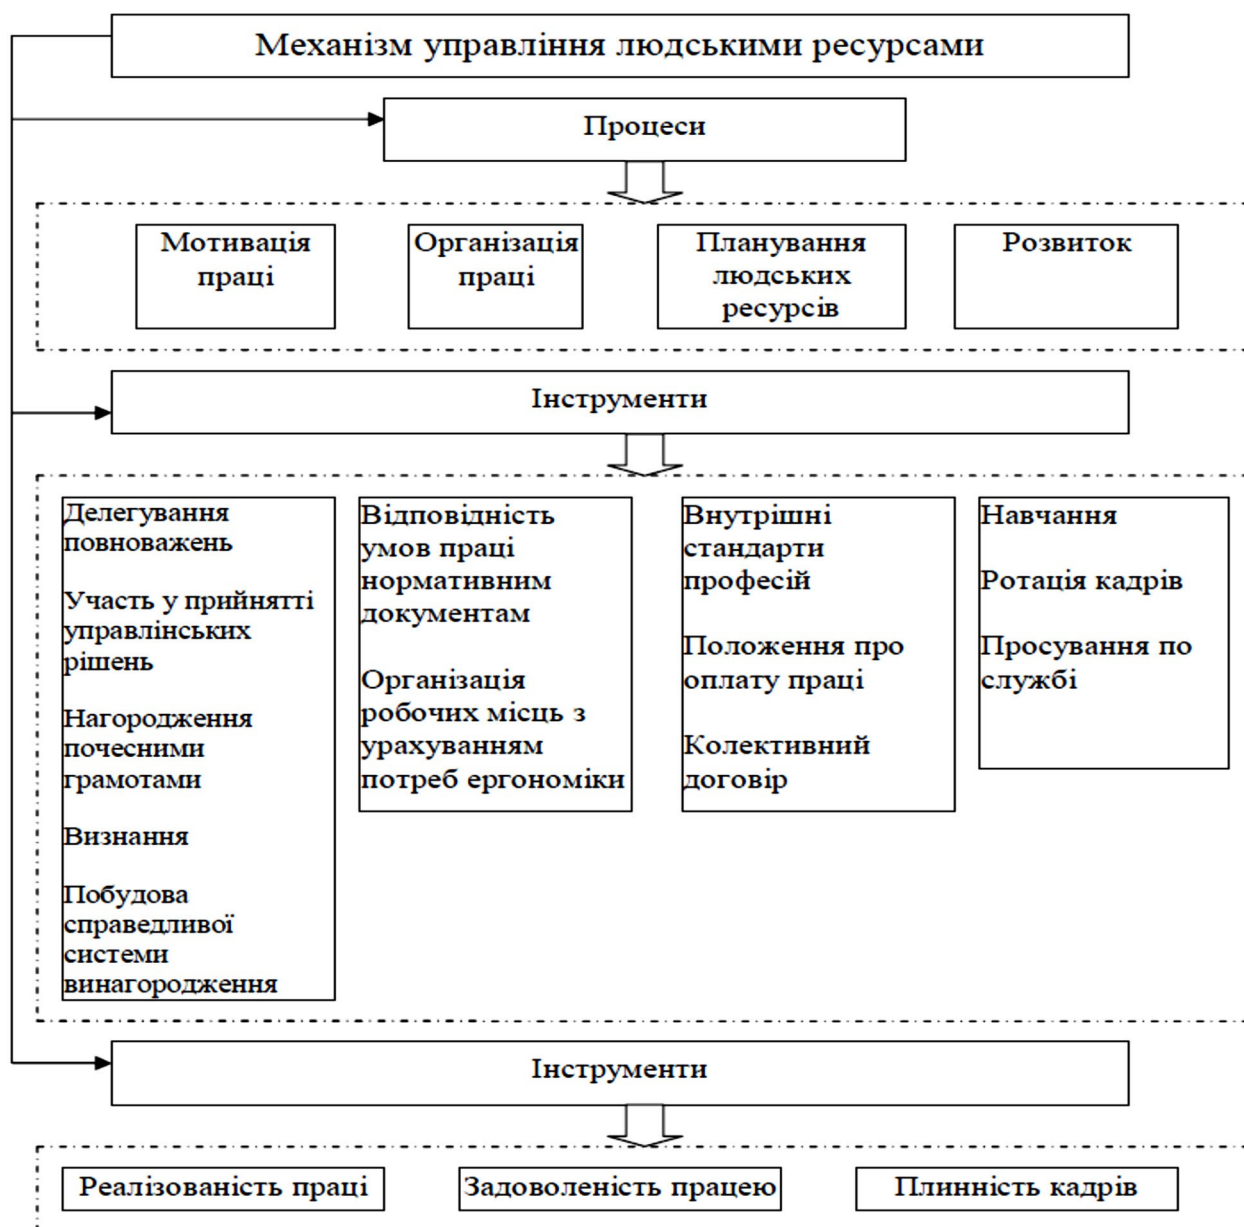 Механізм управління людськими ресурсами
Процеси
Мотивація
праці
Організація
праці
Планування
людських
ресурсів
Розвиток
Інструменти
Делегування
повноважень
Участь у прийнятті
управлінських
рішень
Нагородження
почесними
грамотами
Визнання
Побудова
справедливої
системи
винагородження
Відповідність
умов праці
нормативним
документам
Організація
робочих місць з
урахуванням
потреб ергономіки
Внутрішні
стандарти
професій
Положення про
оплату праці
Колективний
договір
Навчання
Ротація кадрів
Просування по
службі
Інструменти
Реалізованість праці
Задоволеність працею
Плинність кадрів